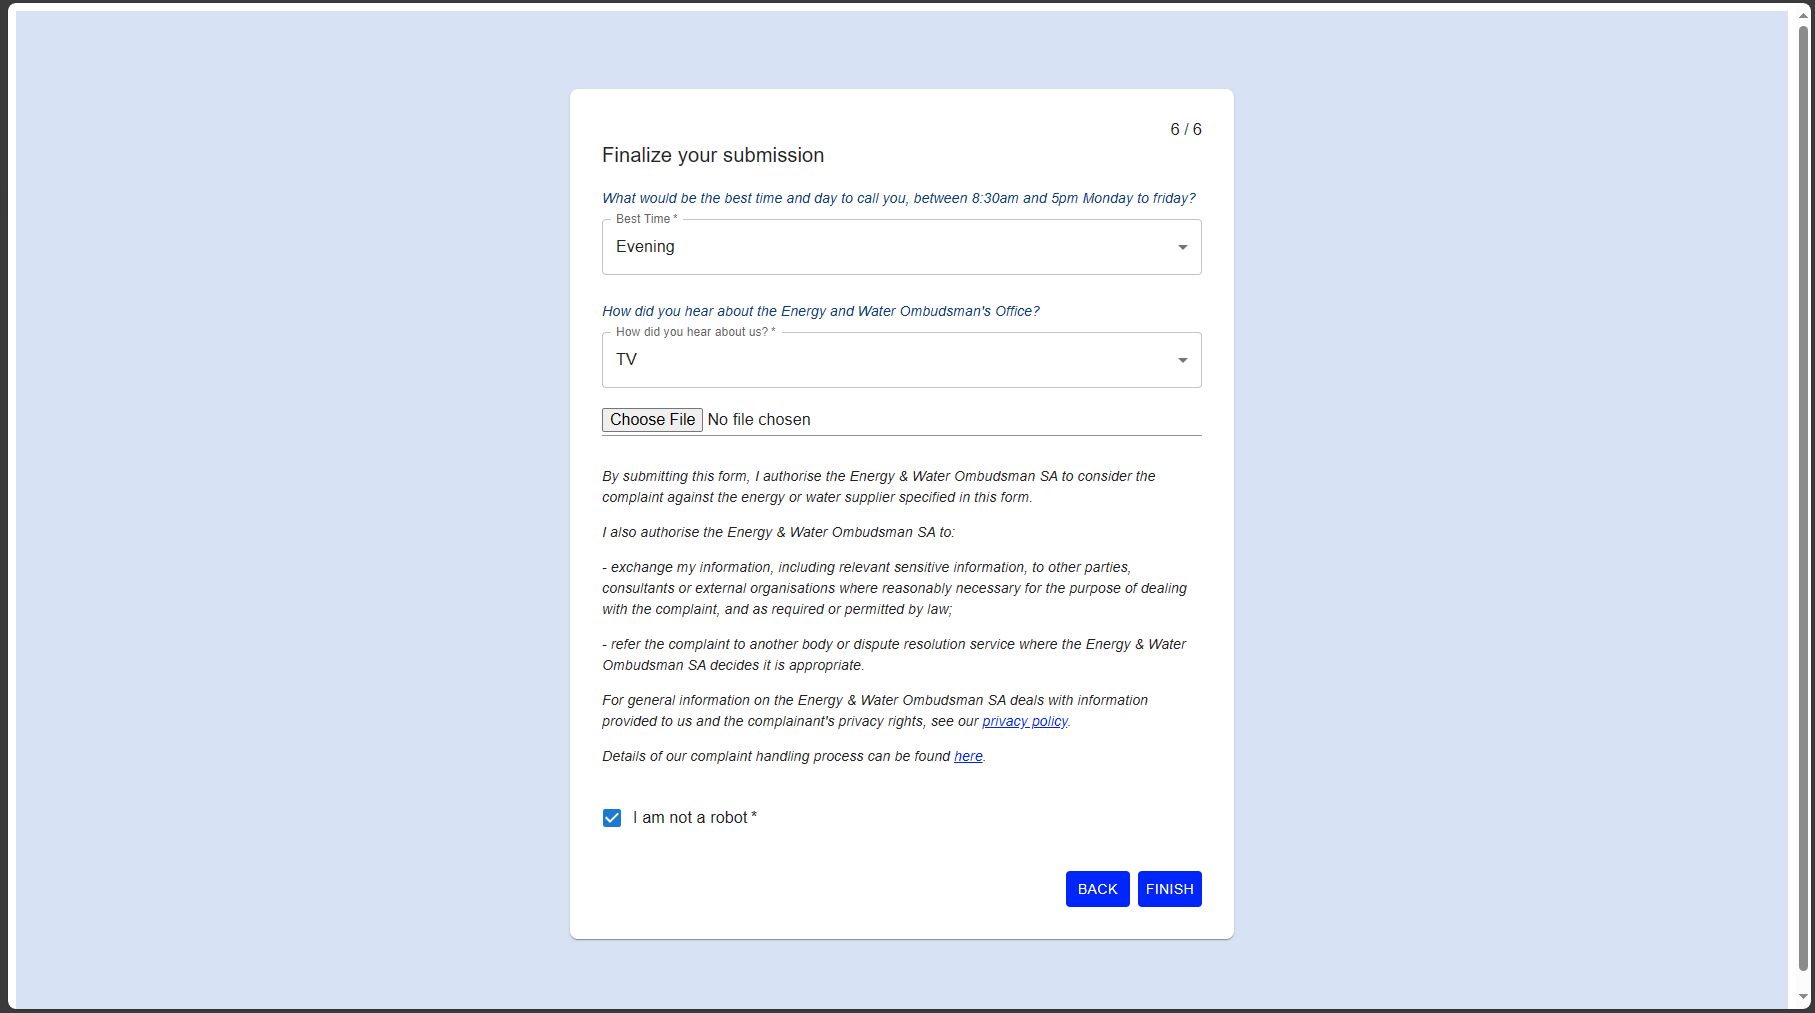 6 / 6
Finalize your submission
What would be the best time and day to call you, between 8:30am and 5pm Monday to friday?
Best Time *
Evening
How did you hear about the Energy and Water Ombudsman's Office?
How did you hear about us? *
TV
Choose File No file chosen
By submitting this form, I authorise the Energy & Water Ombudsman SA to consider the
complaint against the energy or water supplier specified in this form.
I also authorise the Energy & Water Ombudsman SA to:
- exchange my information, including relevant sensitive information, to other parties,
consultants or external organisations where reasonably necessary for the purpose of dealing
with the complaint, and as required or permitted by law;
- refer the complaint to another body or dispute resolution service where the Energy & Water
Ombudsman SA decides it is appropriate.
For general information on the Energy & Water Ombudsman SA deals with information
provided to us and the complainant's privacy rights, see our privacy policy.
Details of our complaint handling process can be found here.
I am not a robot *
BACK FINISH